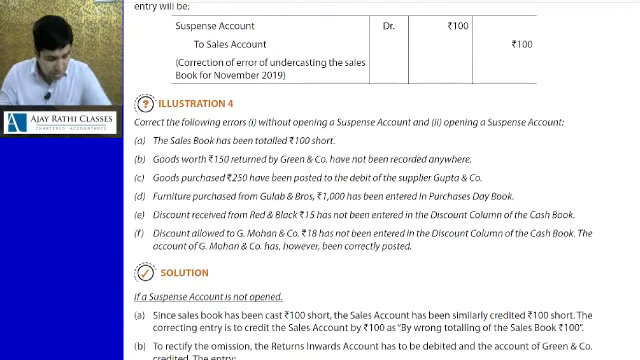 entry will be:
Suspense Account Dr. ₹100
To Sales Account ₹100
(Correction of error of undercasting the sales
Book for November 2019)
? ILLUSTRATION 4
Correct the following errors (i) without opening a Suspense Account and (ii) opening a Suspense Account:
(a) The Sales Book has been totalled ₹100 short.
(b) Goods worth ₹150 returned by Green & Co. have not been recorded anywhere.
(c) Goods purchased ₹250 have been posted to the debit of the supplier Gupta & Co.
(d) Furniture purchased from Gulab & Bros, ₹1,000 has been entered in Purchases Day Book.
(e) Discount received from Red & Black ₹15 has not been entered in the Discount Column of the Cash Book.
(f) Discount allowed to G. Mohan & Co. ₹18 has not been entered in the Discount Column of the Cash Book. The
account of G. Mohan & Co. has, however, been correctly posted.
SOLUTION
If a Suspense Account is not opened.
(a) Since sales book has been cast ₹100 short, the Sales Account has been similarly credited ₹100 short. The
correcting entry is to credit the Sales Account by ₹100 as “By wrong totalling of the Sales Book ₹100”.
(b) To rectify the omission, the Returns Inwards Account has to be debited and the account of Green & Co.
credited. The entry:
AJAY RATHI CLASSES
CHARTERED ACCOUNTANTS